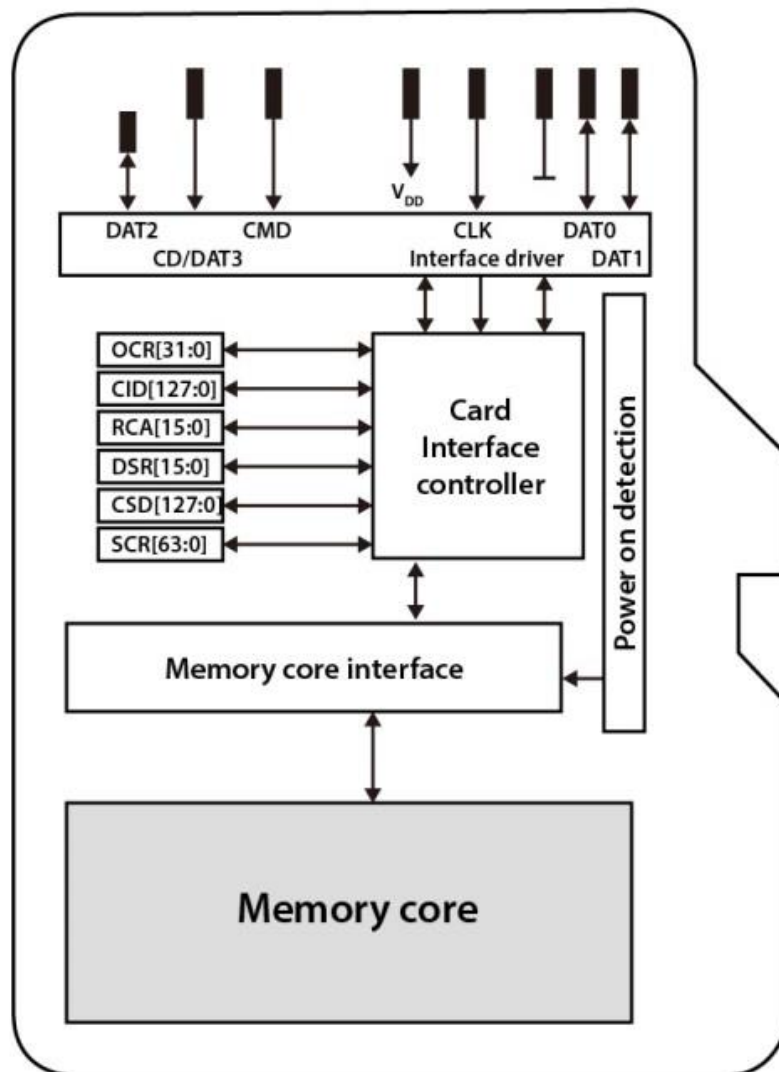 V_DD
DAT2 CMD CLK DAT0
CD/DAT3 Interface driver DAT1
OCR[31:0]
CID[127:0]
RCA[15:0]
DSR[15:0]
CSD[127:0]
SCR[63:0]
Card
Interface
controller
Power on detection
Memory core interface
Memory core